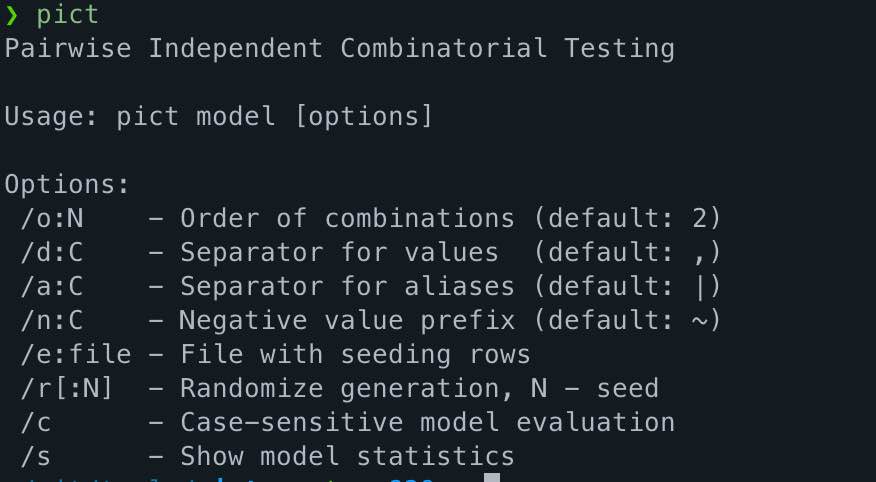 ❯ pict
Pairwise Independent Combinatorial Testing
Usage: pict model [options]
Options:
/o:N    – Order of combinations (default: 2)
/d:C    – Separator for values  (default: ,)
/a:C    – Separator for aliases (default: |)
/n:C    – Negative value prefix (default: ~)
/e:file – File with seeding rows
/r[:N]  – Randomize generation, N – seed
/c      – Case–sensitive model evaluation
/s      – Show model statistics